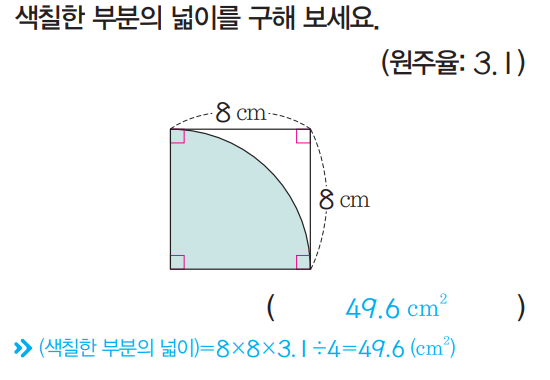 색칠한 부분의 넓이를 구해 보세요.
(원주율: 3.1)
8 cm
8 cm
( 49.6 cm² )
(색칠한 부분의 넓이)=8×8×3.1÷4=49.6 (cm²)